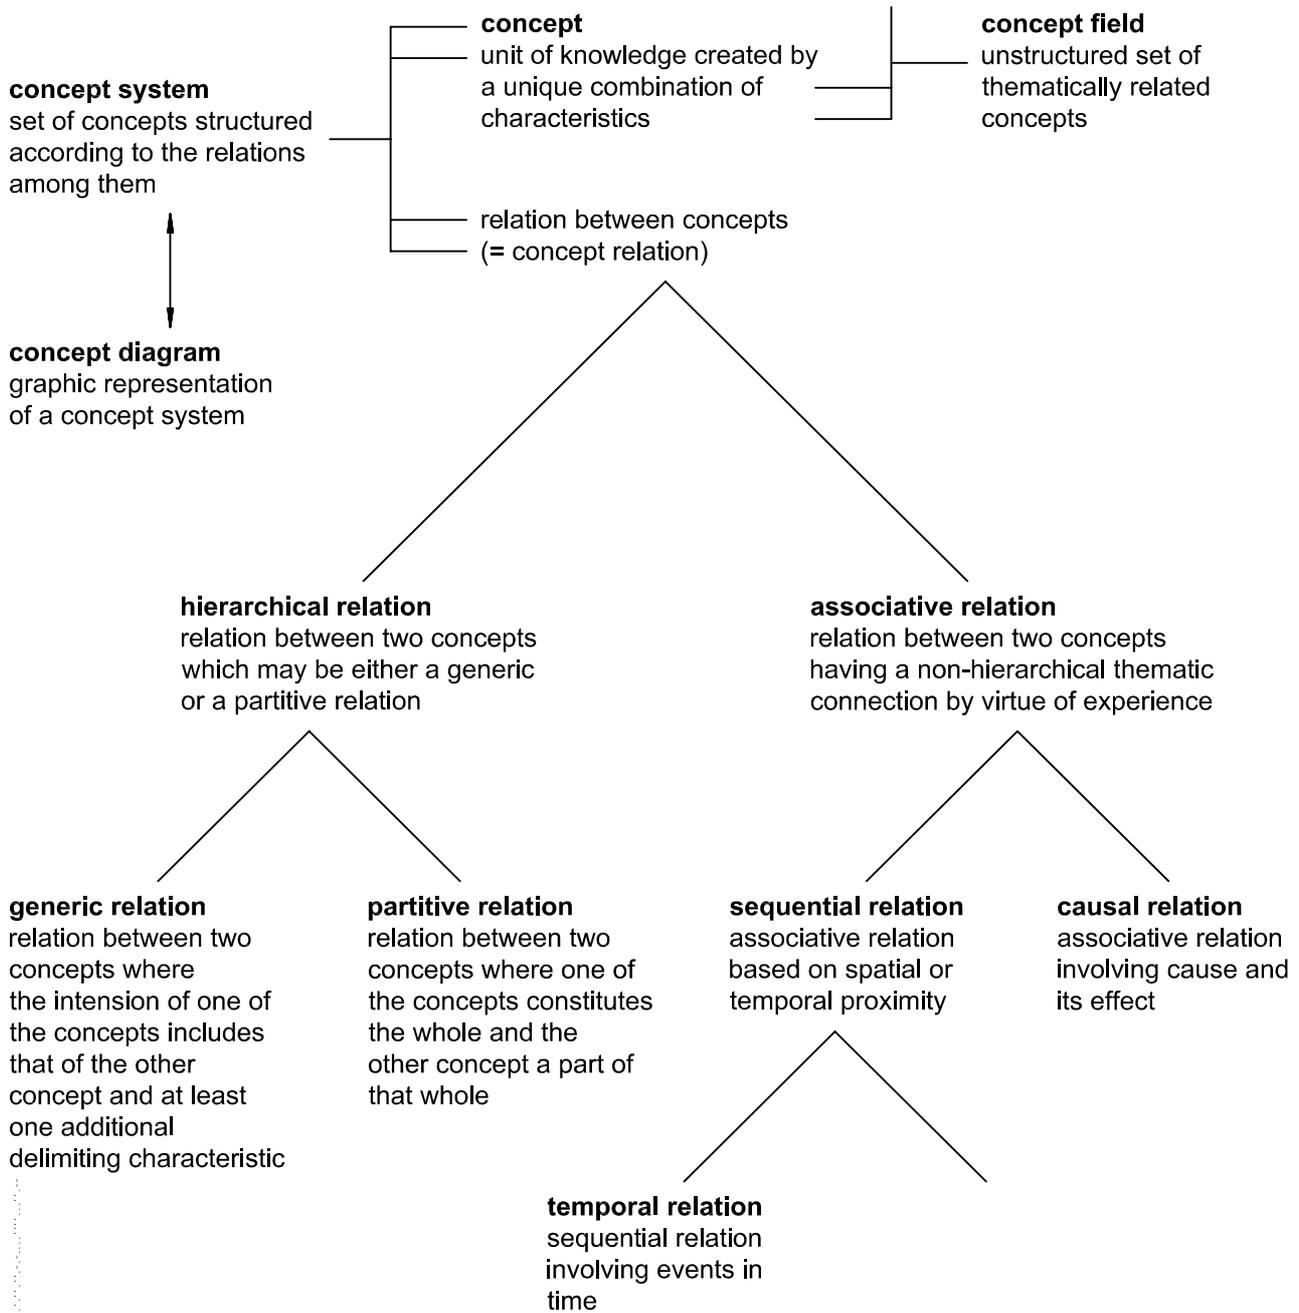 concept system
set of concepts structured
according to the relations
among them
concept
unit of knowledge created by
a unique combination of
characteristics
concept field
unstructured set of
thematically related
concepts
relation between concepts
(= concept relation)
concept diagram
graphic representation
of a concept system
hierarchical relation
relation between two concepts
which may be either a generic
or a partitive relation
associative relation
relation between two concepts
having a non-hierarchical thematic
connection by virtue of experience
generic relation
relation between two
concepts where
the intension of one of
the concepts includes
that of the other
concept and at least
one additional
delimiting characteristic
partitive relation
relation between two
concepts where one of
the concepts constitutes
the whole and the
other concept a part of
that whole
sequential relation
associative relation
based on spatial or
temporal proximity
causal relation
associative relation
involving cause and
its effect
temporal relation
sequential relation
involving events in
time